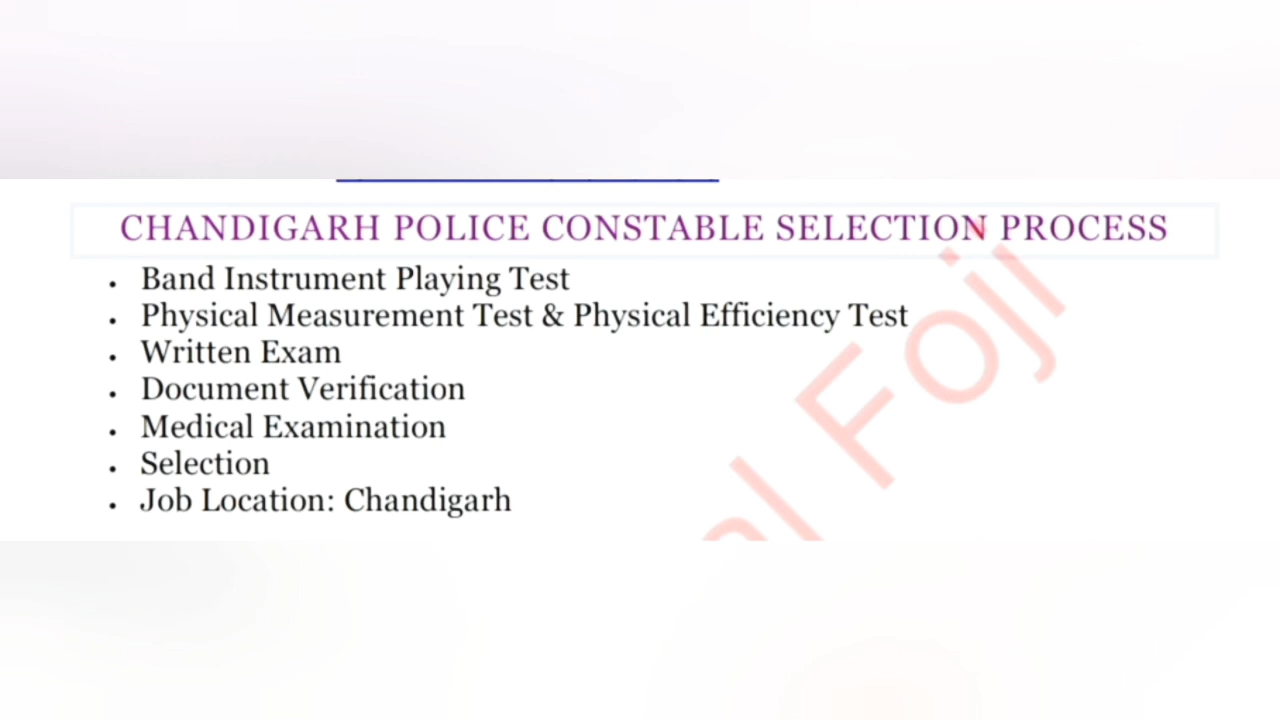 CHANDIGARH POLICE CONSTABLE SELECTION PROCESS
• Band Instrument Playing Test
• Physical Measurement Test & Physical Efficiency Test
• Written Exam
• Document Verification
• Medical Examination
• Selection
• Job Location: Chandigarh
Foji